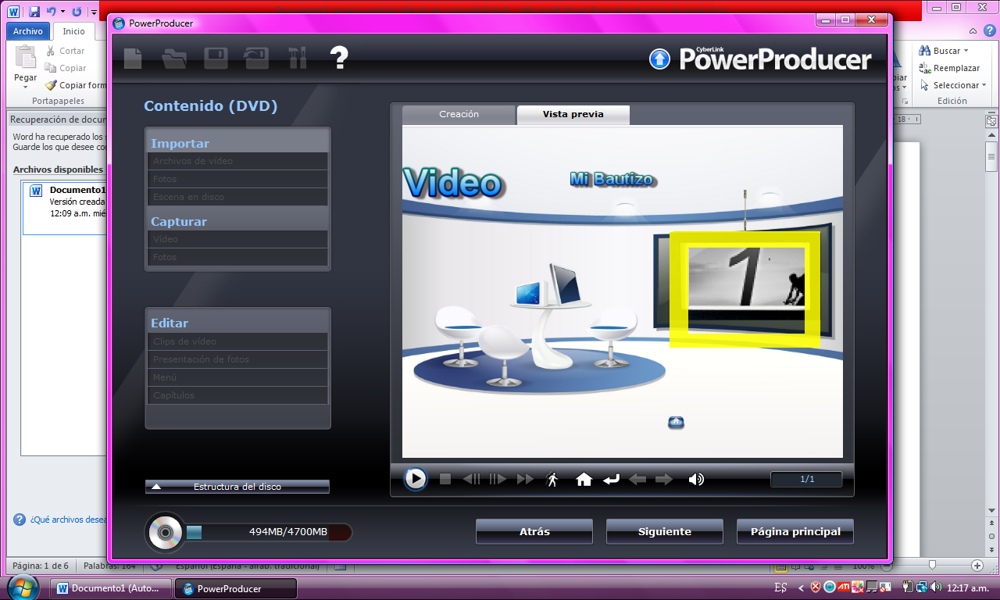 PowerProducer
Archivo
Inicio
Cortar
Copiar
Pegar
Copiar form
Portapapeles
Buscar
Reemplazar
Seleccionar
Edición
biar
18
Recuperación de docur
Word ha recuperado los s
Guarde los que desee co
Archivos disponibles
Documento1
Versión creada
12:09 a.m. mié
¿Qué archivos desea
CyberLink
PowerProducer
Contenido (DVD)
Importar
Archivos de vídeo
Fotos
Escena en disco
Capturar
Vídeo
Fotos
Editar
Clips de vídeo
Presentación de fotos
Menú
Capítulos
Estructura del disco
494MB/4700MB
Creación
Vista previa
Video
Mi Bautizo
1
1/1
Atrás
Siguiente
Página principal
Página: 1 de 6
Palabras: 164
Español (España - alfab. tradicional)
100%
Documento1 (Auto...
PowerProducer
ES
ATI
12:17 a.m.